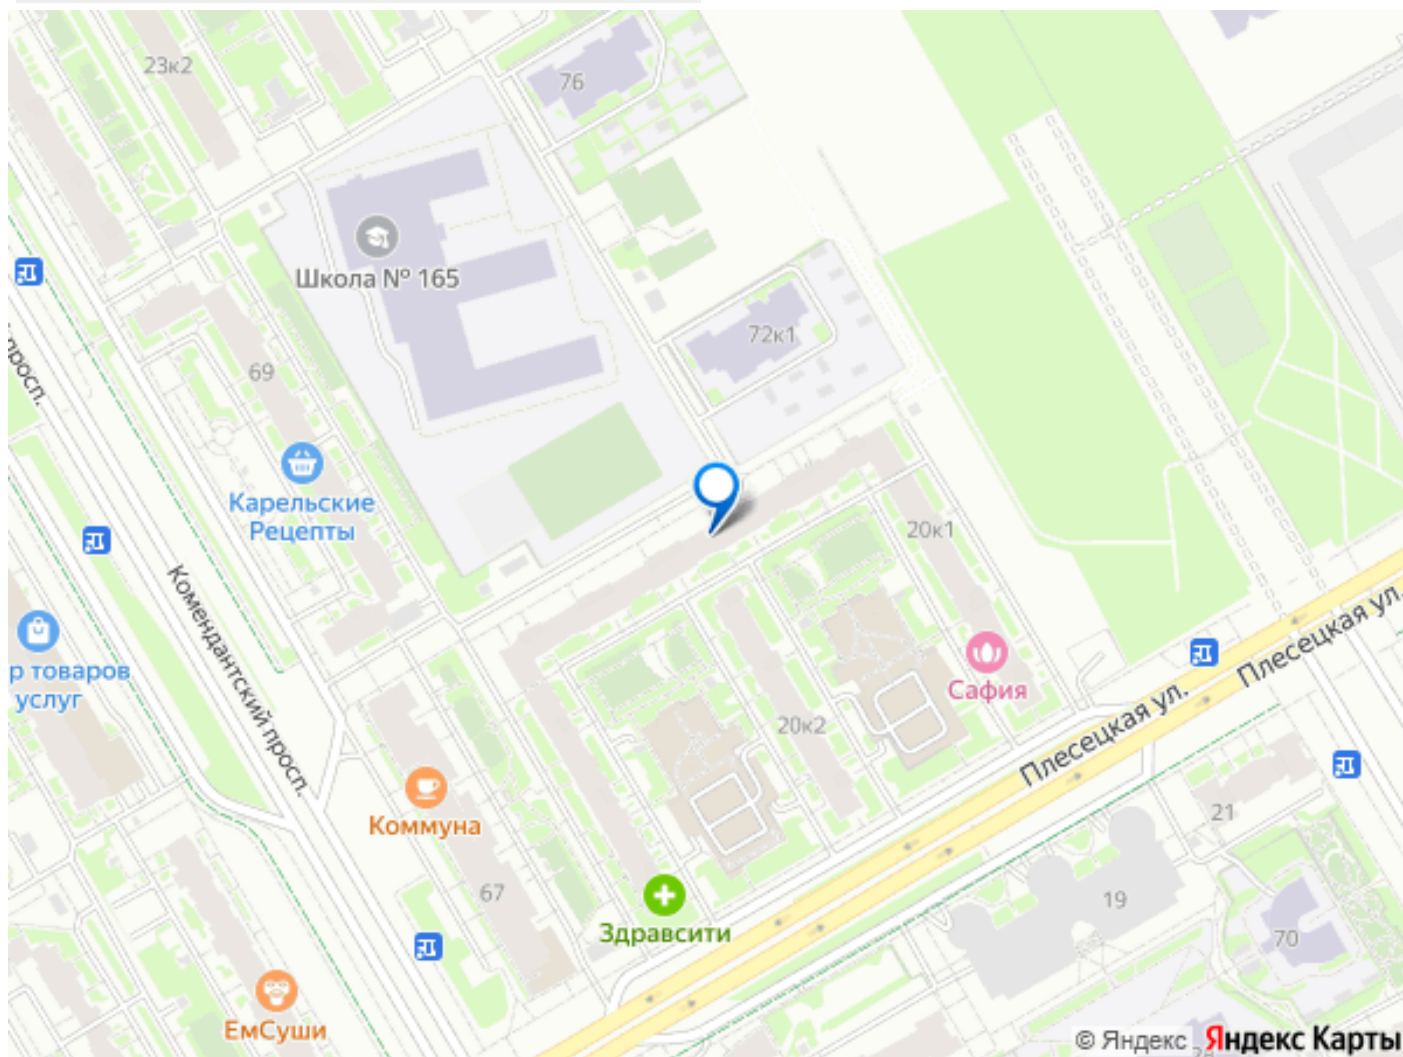 23к2
76
Школа № 165
72к1
просп.
69
Карельские
Рецепты
20к1
Комендантский просп.
р товаров
услуг
Сафия
Плесецкая ул.
Плесецкая ул.
20к2
Коммуна
21
67
19
Здравсити
70
ЕмСуши
© Яндекс Яндекс Карты